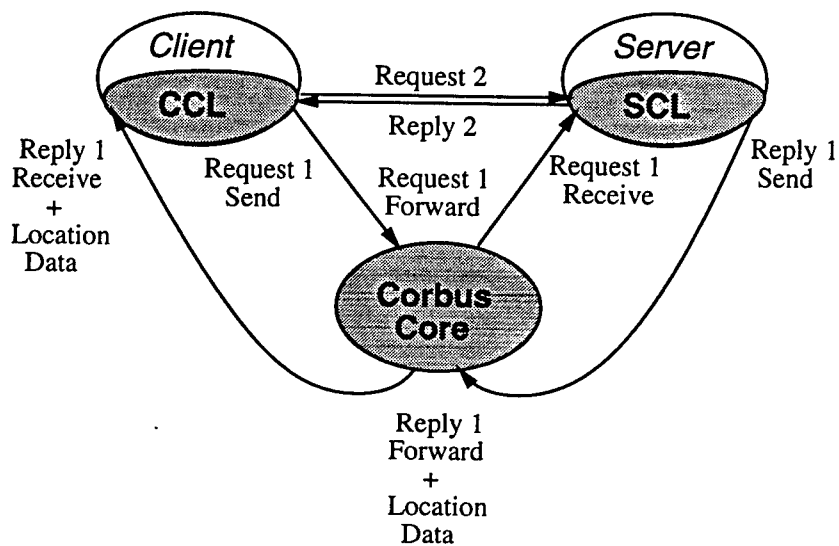 Client
Server
CCL
SCL
Request 2
Reply 2
Reply 1
Receive
+
Location
Data
Request 1
Send
Request 1
Forward
Request 1
Receive
Reply 1
Send
Corbus
Core
Reply 1
Forward
+
Location
Data